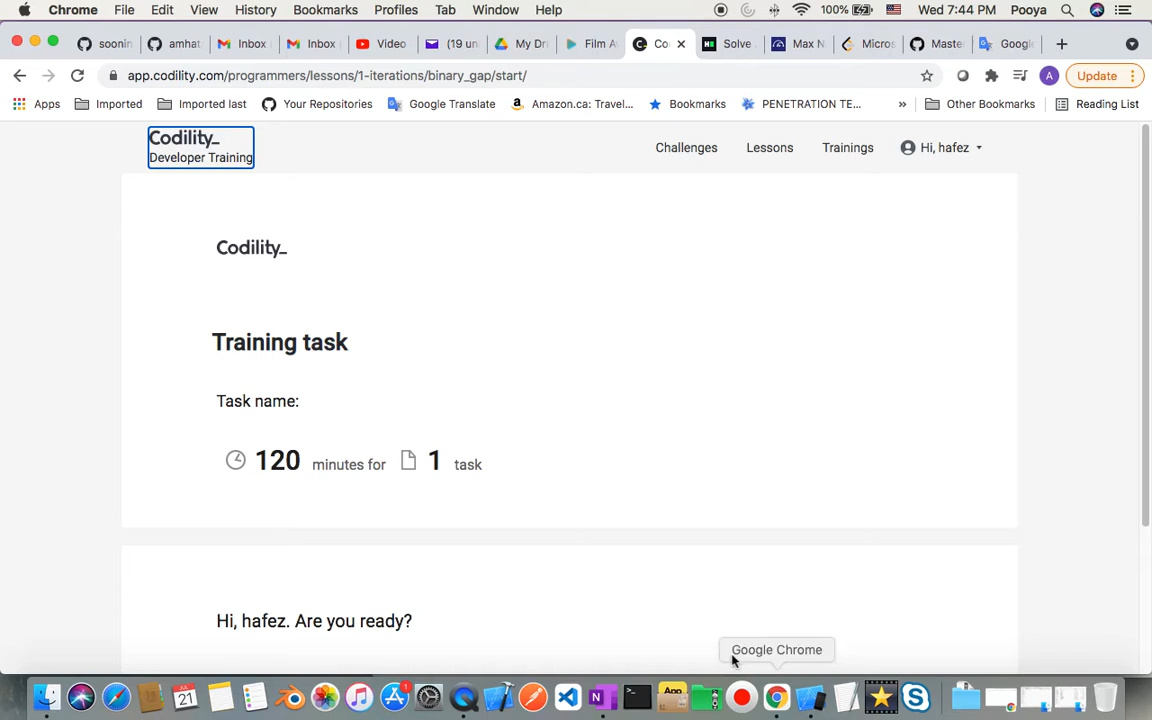 Chrome File Edit View History Bookmarks Profiles Tab Window Help 100% Wed 7:44 PM Pooya
soonin amhat Inbox Inbox Video (19 un My Dri Film A Co Solve Max N Micros Maste Googl
app.codility.com/programmers/lessons/1-iterations/binary_gap/start/ A Update
Apps Imported Imported last Your Repositories Google Translate Amazon.ca: Travel... Bookmarks PENETRATION TE... » Other Bookmarks Reading List
Codility_
Developer Training
Challenges Lessons Trainings Hi, hafez
Codility_
Training task
Task name:
120 minutes for 1 task
Hi, hafez. Are you ready?
Google Chrome